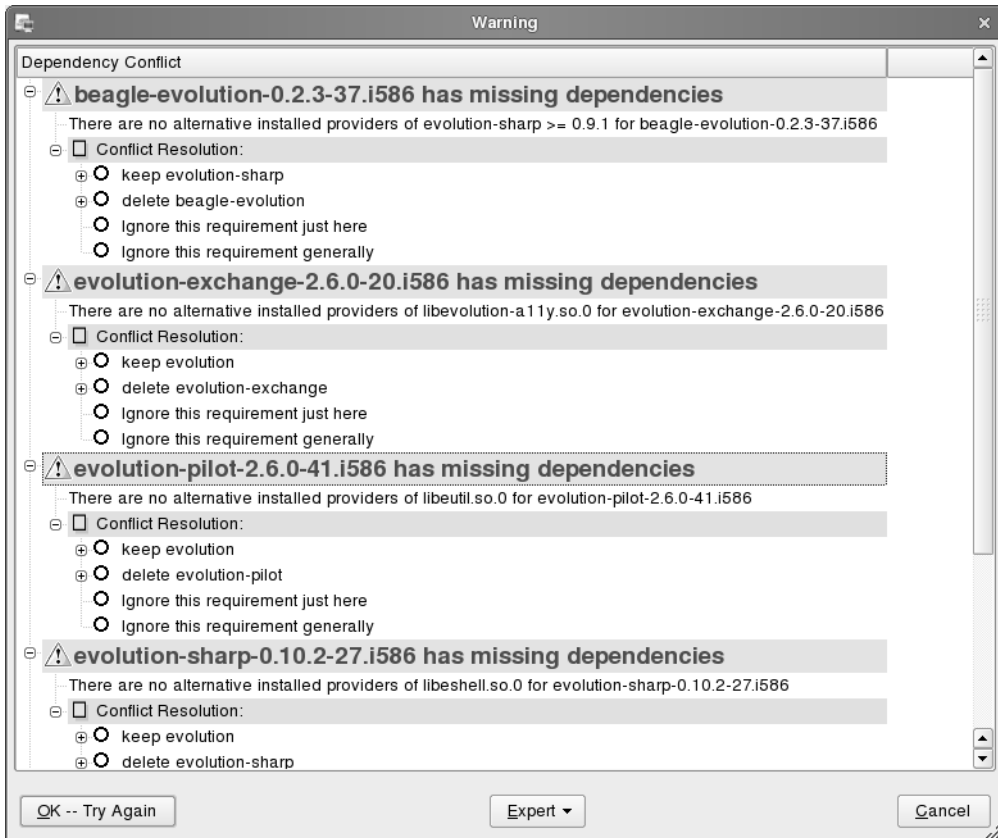 Warning
Dependency Conflict
beagle-evolution-0.2.3-37.i586 has missing dependencies
There are no alternative installed providers of evolution-sharp >= 0.9.1 for beagle-evolution-0.2.3-37.i586
Conflict Resolution:
keep evolution-sharp
delete beagle-evolution
Ignore this requirement just here
Ignore this requirement generally
evolution-exchange-2.6.0-20.i586 has missing dependencies
There are no alternative installed providers of libevolution-a11y.so.0 for evolution-exchange-2.6.0-20.i586
Conflict Resolution:
keep evolution
delete evolution-exchange
Ignore this requirement just here
Ignore this requirement generally
evolution-pilot-2.6.0-41.i586 has missing dependencies
There are no alternative installed providers of libeutil.so.0 for evolution-pilot-2.6.0-41.i586
Conflict Resolution:
keep evolution
delete evolution-pilot
Ignore this requirement just here
Ignore this requirement generally
evolution-sharp-0.10.2-27.i586 has missing dependencies
There are no alternative installed providers of libeshell.so.0 for evolution-sharp-0.10.2-27.i586
Conflict Resolution:
keep evolution
delete evolution-sharp
OK -- Try Again
Expert
Cancel